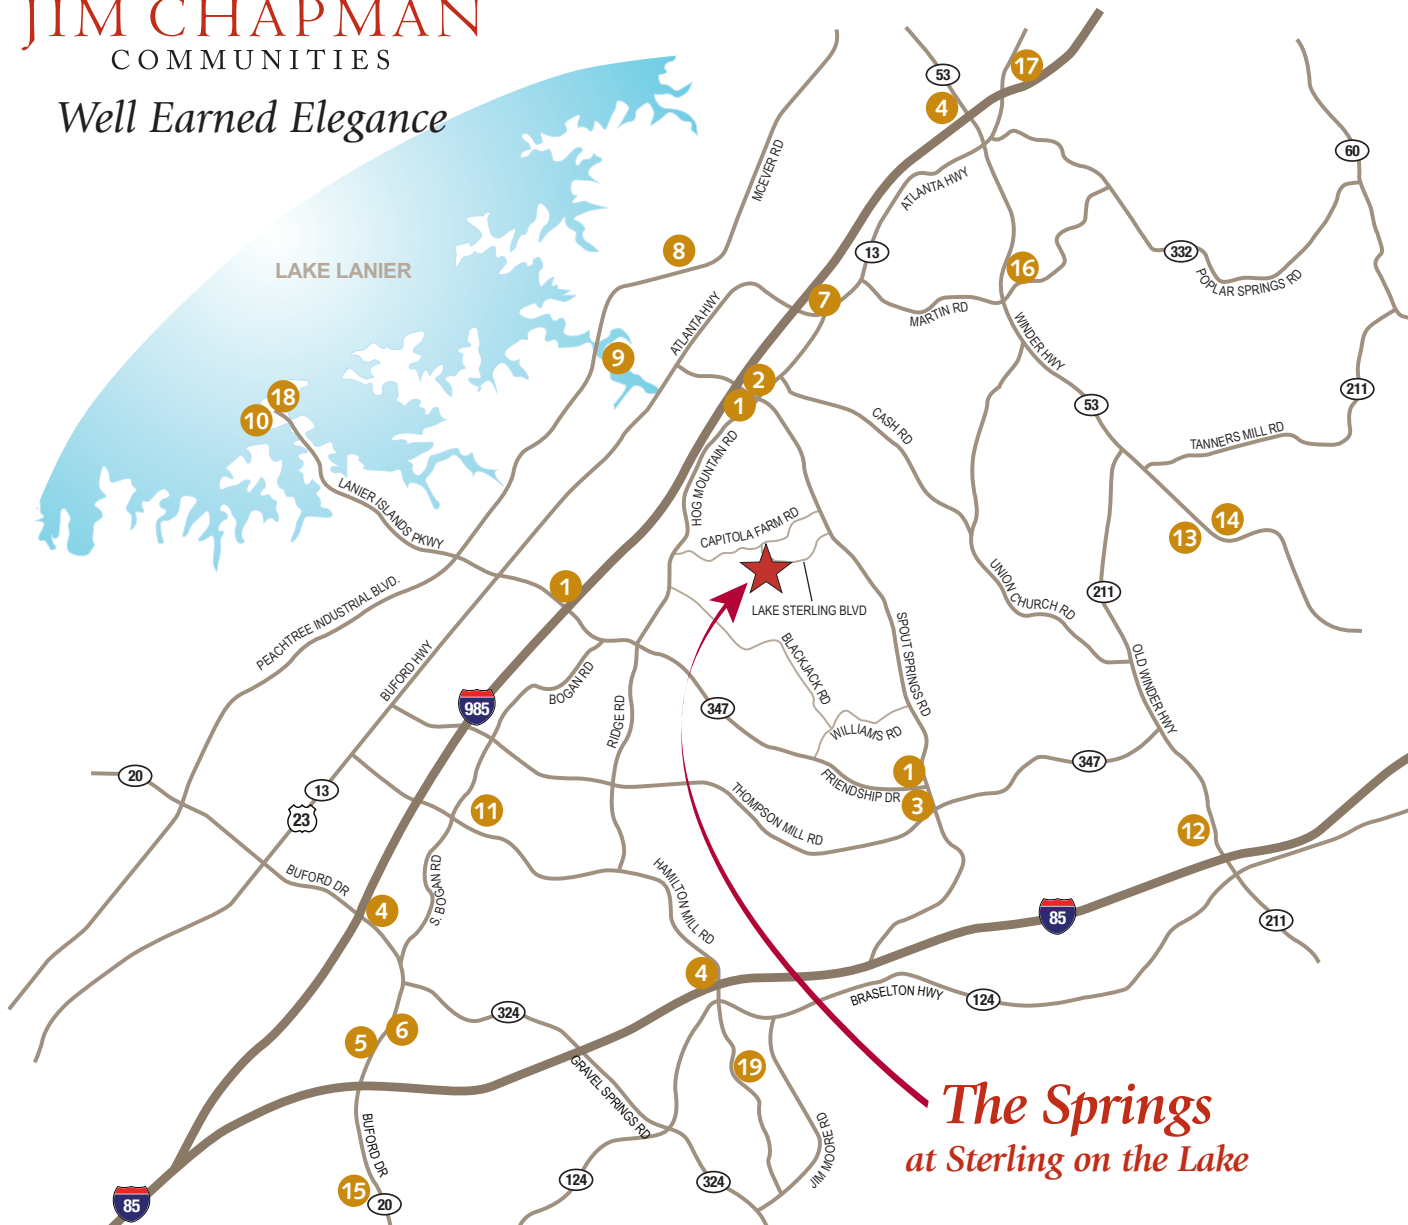 JIM CHAPMAN
COMMUNITIES
Well Earned Elegance
17
53
4
60
MCEVER RD
ATLANTA HWY
8
13
332
LAKE LANIER
16
POPLAR SPRINGS RD
7
MARTIN RD
ATLANTA HWY
WINDER HWY
9
2
211
18
1
53
10
CASH RD
TANNERS MILL RD
HOG MOUNTAIN RD
LANIER ISLANDS PKWY
CAPITOLA FARM RD
14
13
1
UNION CHURCH RD
211
LAKE STERLING BLVD
PEACHTREE INDUSTRIAL BLVD.
SPOUT SPRINGS RD
BLACKJACK RD
BUFORD HWY
BOGAN RD
OLD WINDER HWY
985
347
RIDGE RD
WILLIAMS RD
347
20
1
13
FRIENDSHIP DR
3
23
11
THOMPSON MILL RD
12
BUFORD DR
S. BOGAN RD
HAMILTON MILL RD
4
85
211
4
BRASELTON HWY
124
324
6
5
19
GRAVEL SPRINGS RD
The Springs
at Sterling on the Lake
BUFORD DR
JIM MOORE RD
124
324
15
20
85